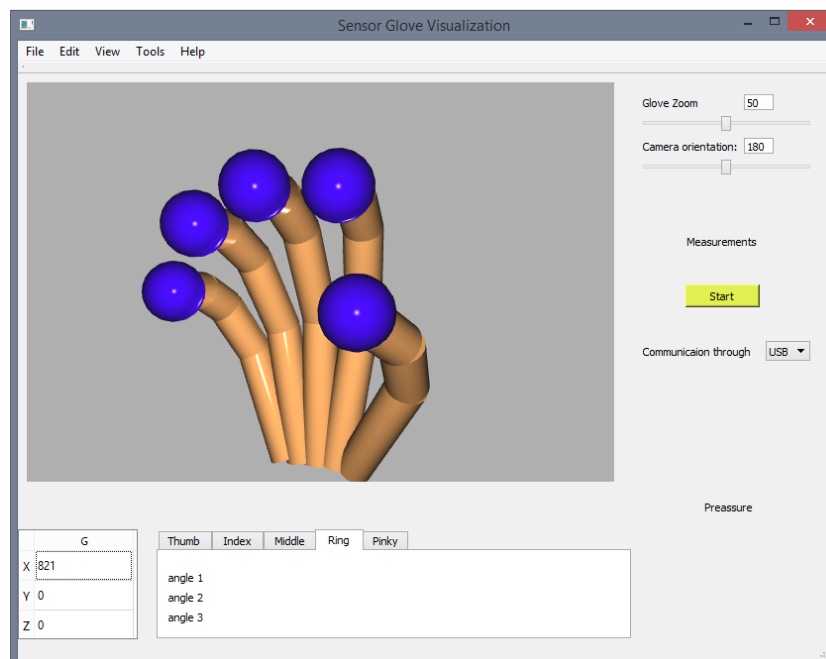 Sensor Glove Visualization
File Edit View Tools Help
Glove Zoom 50
Camera orientation: 180
Measurements
Start
Communicaion through USB
Preassure
G
X 821
Y 0
Z 0
Thumb Index Middle Ring Pinky
angle 1
angle 2
angle 3